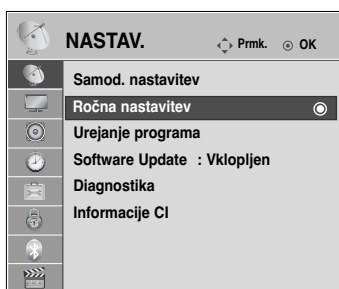 NASTAV. Prmk. OK
Samod. nastavitev
Ročna nastavitev
Urejanje programa
Software Update : Vklopljen
Diagnostika
Informacije CI